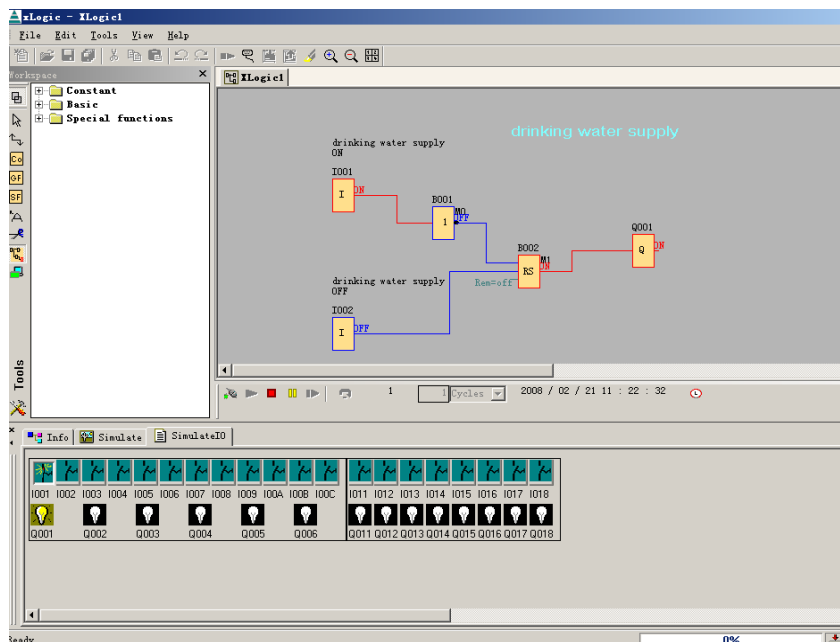 xLogic - XLogic1
File Edit Tools View Help
Workspace
XLogic1
Constant
Basic
Special functions
Co
GF
SF
A
Tools
drinking water supply
drinking water supply
ON
I001
I
ON
B001
1
M0
OFF
B002
RS
M1
ON
Rem=off
Q001
Q
ON
drinking water supply
OFF
I002
I
OFF
1 1 Cycles 2008 / 02 / 21 11 : 22 : 32
Info Simulate SimulateIO
I001 I002 I003 I004 I005 I006 I007 I008 I009 I00A I00B I00C I011 I012 I013 I014 I015 I016 I017 I018
Q001 Q002 Q003 Q004 Q005 Q006 Q011 Q012 Q013 Q014 Q015 Q016 Q017 Q018
Ready 0%